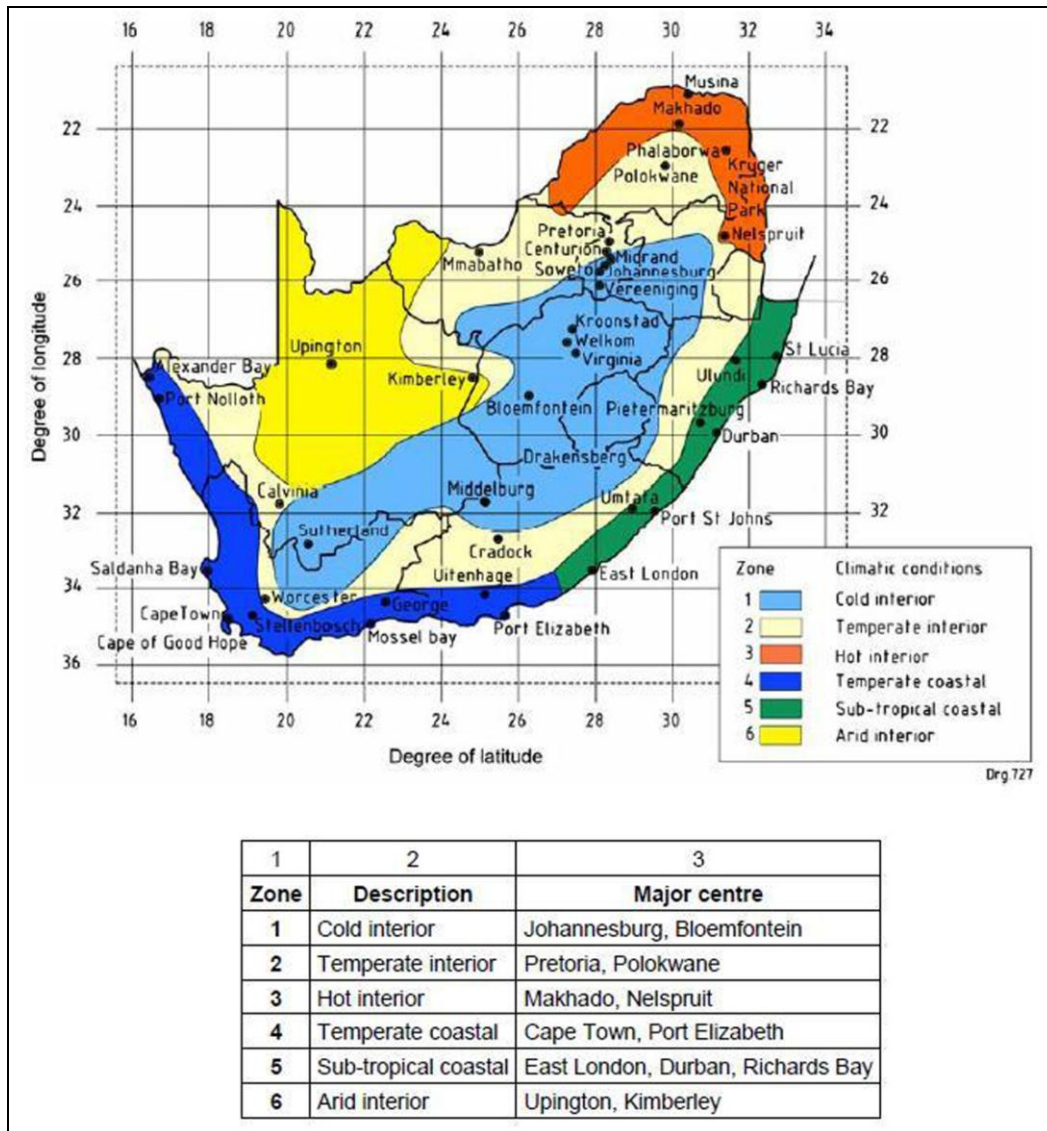 16 18 20 22 24 26 28 30 32 34
Musina
Makhado
22 22
Phalaborwa
Kryger
Polokwane
National
Park
24 24
Pretoria
Nelspruit
Centurion
Midrand
Mmabatho
Soweto
Johannesburg
26 26
Vereeniging
Kroonstad
Upington
Welkom
St Lucia
28 28
Virginia
Alexander Bay
Kimberley
Ulundi
Richards Bay
Port Nolloth
Bloemfontein
Pietermaritzburg
30 30
Durban
Drakensberg
Calvinia
Middelburg
Umtata
32 32
Port St Johns
Sutherland
Cradock
Saldanha Bay
Uitenhage
East London
34
Worcester
George
CapeTown
Stellenbosch
Port Elizabeth
Cape of Good Hope
Mossel bay
36
16 18 20 22 24 26 28 30
Degree of longitude
Degree of latitude
Zone Climatic conditions
1 Cold interior
2 Temperate interior
3 Hot interior
4 Temperate coastal
5 Sub-tropical coastal
6 Arid interior
Drg.727
1 2 3
Zone Description Major centre
1 Cold interior Johannesburg, Bloemfontein
2 Temperate interior Pretoria, Polokwane
3 Hot interior Makhado, Nelspruit
4 Temperate coastal Cape Town, Port Elizabeth
5 Sub-tropical coastal East London, Durban, Richards Bay
6 Arid interior Upington, Kimberley